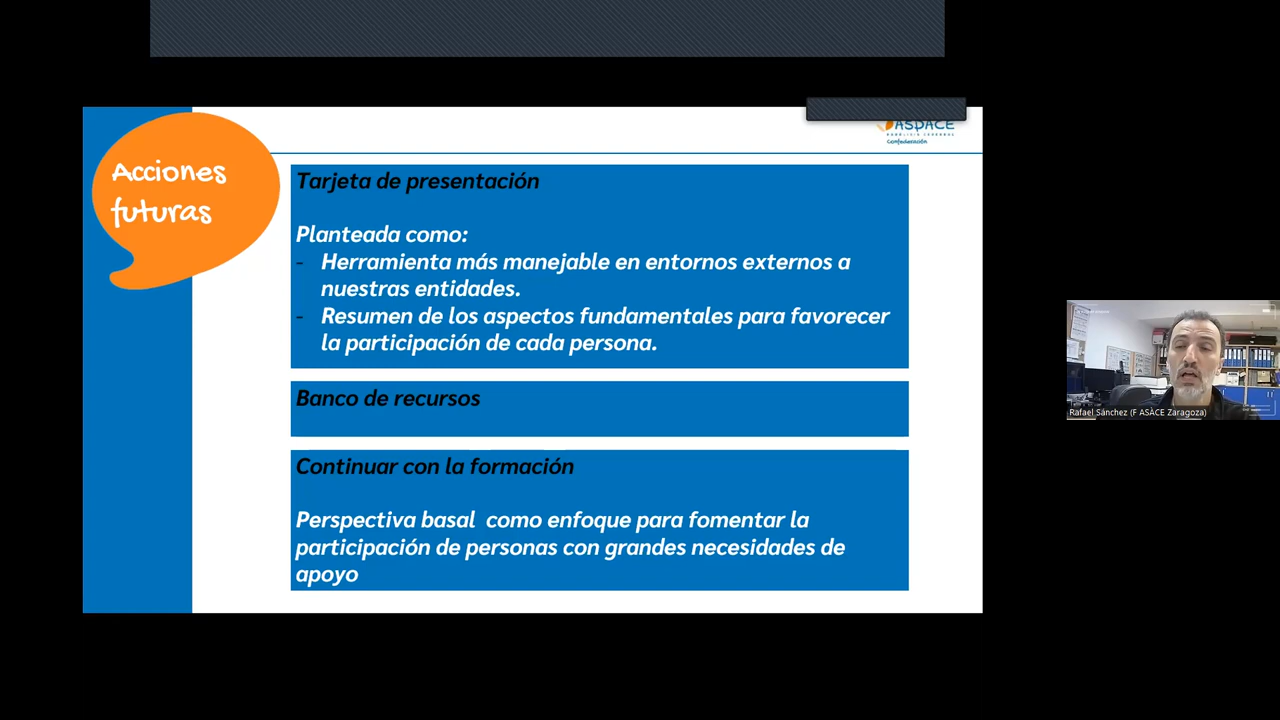 Acciones
futuras
ASPACE
Confederación
Tarjeta de presentación
Planteada como:
- Herramienta más manejable en entornos externos a
nuestras entidades.
- Resumen de los aspectos fundamentales para favorecer
la participación de cada persona.
Banco de recursos
Continuar con la formación
Perspectiva basal como enfoque para fomentar la
participación de personas con grandes necesidades de
apoyo
Rafael Sánchez (F ASÀCE Zaragoza)